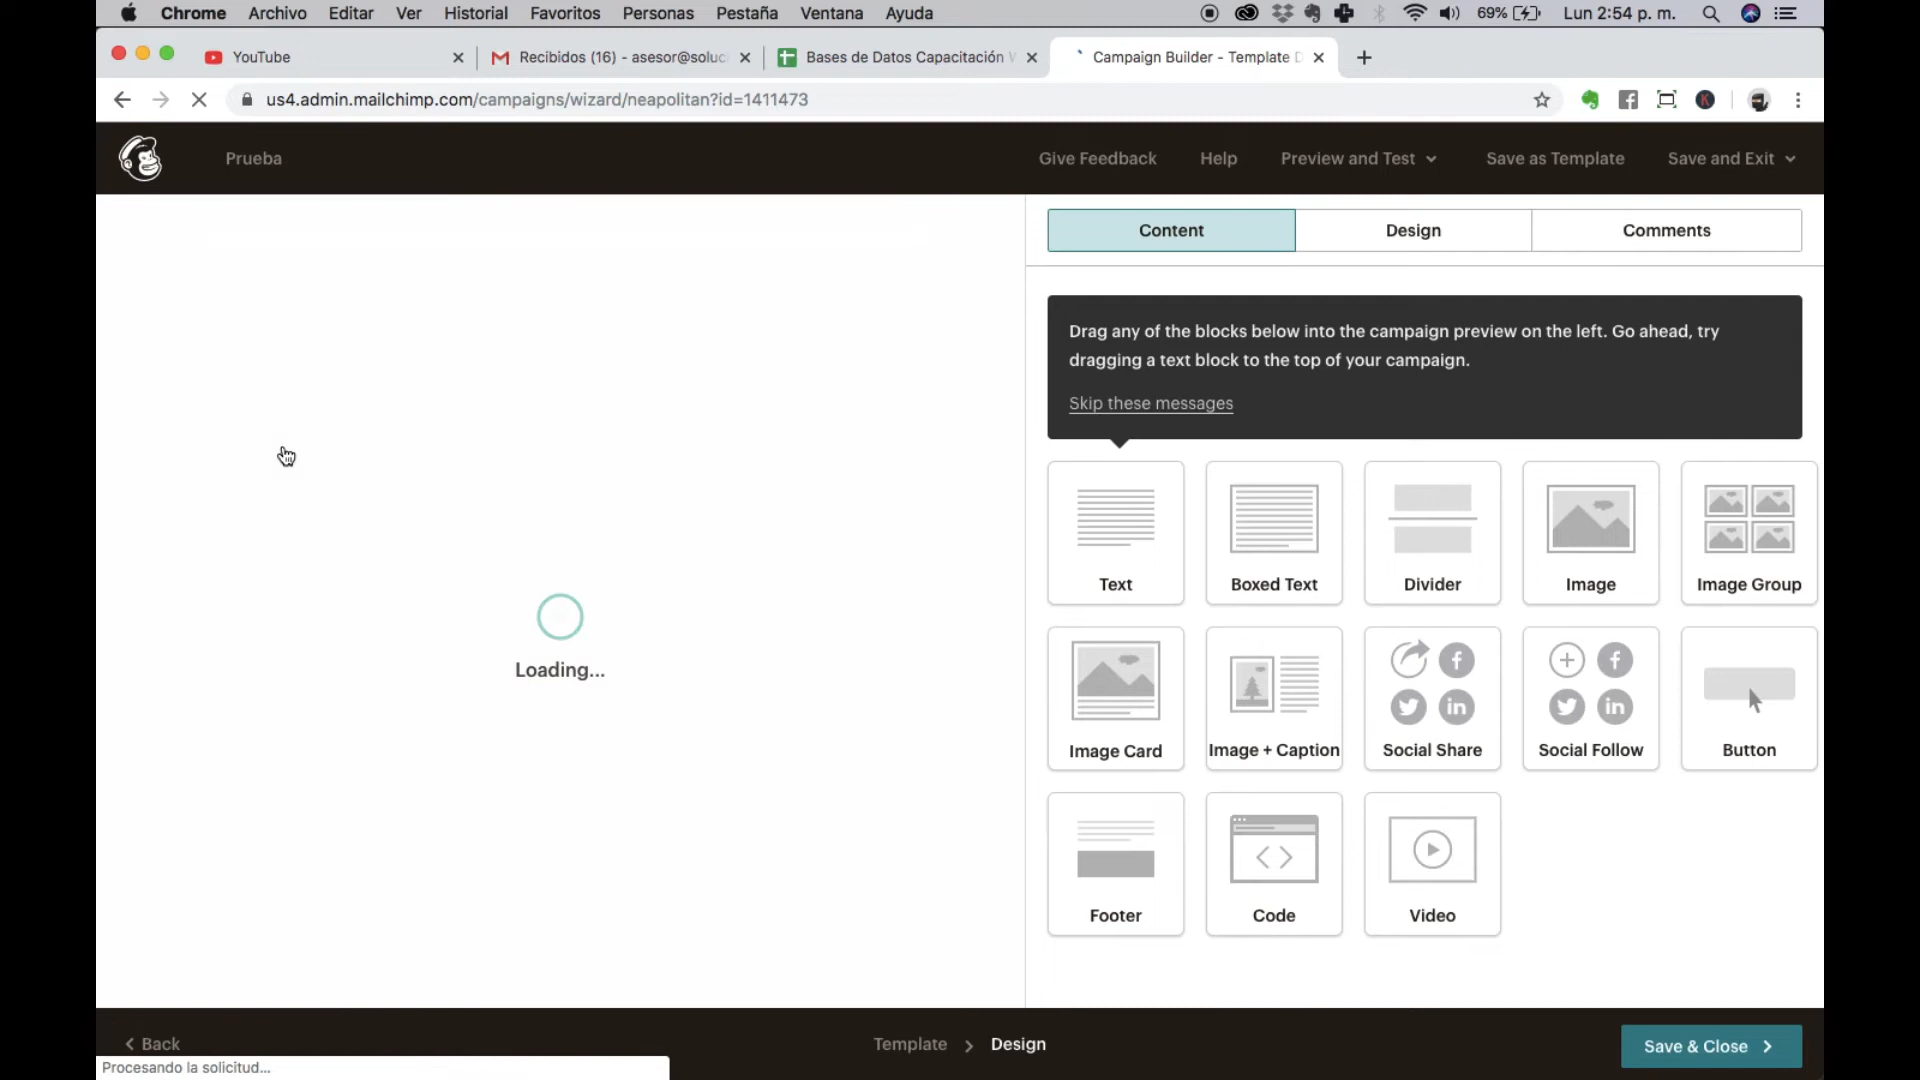 Chrome Archivo Editar Ver Historial Favoritos Personas Pestaña Ventana Ayuda 69% Lun 2:54 p. m.
YouTube Recibidos (16) - asesor@soluc Bases de Datos Capacitación Campaign Builder - Template D
us4.admin.mailchimp.com/campaigns/wizard/neapolitan?id=1411473
Prueba Give Feedback Help Preview and Test Save as Template Save and Exit
Content Design Comments
Drag any of the blocks below into the campaign preview on the left. Go ahead, try
dragging a text block to the top of your campaign.
Skip these messages
Text Boxed Text Divider Image Image Group
Loading...
Image Card Image + Caption Social Share Social Follow Button
Footer Code Video
Back Template Design Save & Close
Procesando la solicitud...